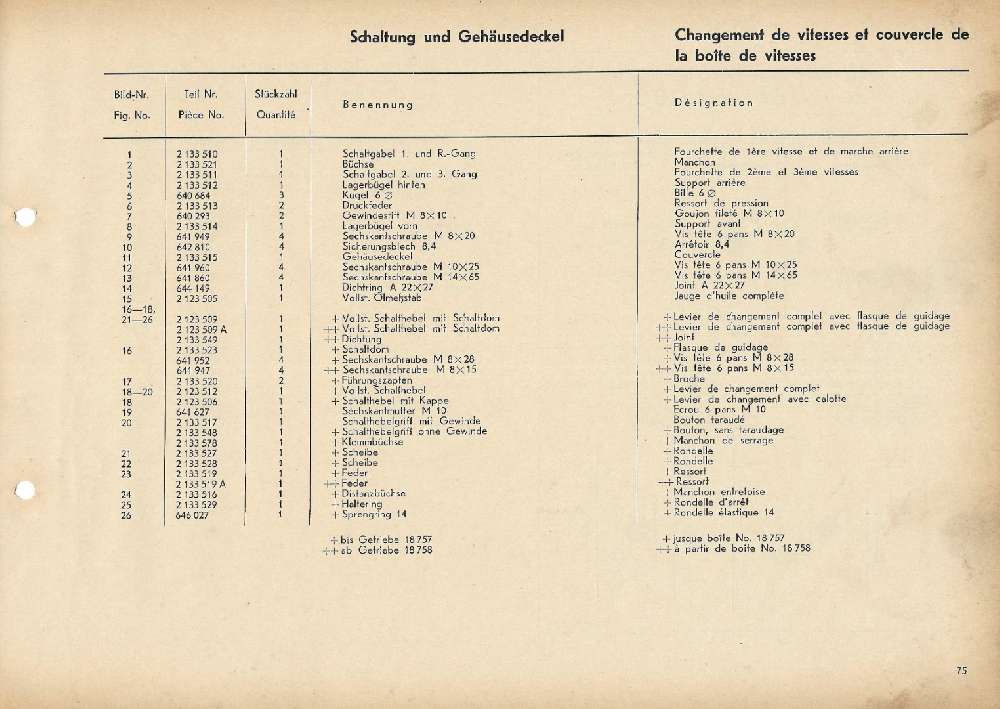 Schaltung und Gehäusedeckel
Changement de vitesses et couvercle de
la boîte de vitesses
Bild-Nr. Teil Nr. Stückzahl Benennung Désignation
Fig. No. Pièce No. Quantité
1 2 133 510 1 Schaltgabel 1. und R.-Gang Fourchette de 1ère vitesse et de marche arrière
2 2 133 521 1 Büchse Manchon
3 2 133 511 1 Schaltgabel 2. und 3. Gang Fourchette de 2ème et 3ème vitesses
4 2 133 512 1 Lagerbügel hinten Support arrière
5 640 684 3 Kugel 6 ∅ Bille 6 ∅
6 2 133 513 2 Druckfeder Ressort de pression
7 640 293 2 Gewindestift M 8×10 Goujon fileté M 8×10
8 2 133 514 1 Lagerbügel vorn Support avant
9 641 949 4 Sechskantschraube M 8×20 Vis tête 6 pans M 8×20
10 642 810 4 Sicherungsblech 8,4 Arrêtoir 8,4
11 2 133 515 1 Gehäusedeckel Couvercle
12 641 960 4 Sechskantschraube M 10×25 Vis tête 6 pans M 10×25
13 641 860 4 Sechskantschraube M 14×65 Vis tête 6 pans M 14×65
14 644 149 1 Dichtring A 22×27 Joint A 22×27
15 2 123 505 1 Vollst. Ölmeßstab Jauge d'huile complète
16—18,
21—26 2 123 509 1 + Vollst. Schalthebel mit Schaltdom + Levier de changement complet avec flasque de guidage
2 123 509 A 1 ++ Vollst. Schalthebel mit Schaltdom ++ Levier de changement complet avec flasque de guidage
2 133 549 1 ++ Dichtung ++ Joint
16 2 133 523 1 + Schaltdom + Flasque de guidage
641 952 4 + Sechskantschraube M 8×28 + Vis tête 6 pans M 8×28
641 947 4 ++ Sechskantschraube M 8×15 ++ Vis tête 6 pans M 8×15
17 2 133 520 2 + Führungszapfen + Broche
18—20 2 123 512 1 + Vollst. Schalthebel + Levier de changement complet
18 2 123 506 1 + Schalthebel mit Kappe + Levier de changement avec calotte
19 641 627 1 Sechskantmutter M 10 Ecrou 6 pans M 10
20 2 133 517 1 Schalthebelgriff mit Gewinde Bouton taraudé
2 133 548 1 + Schalthebelgriff ohne Gewinde + Bouton, sans taraudage
2 133 578 1 + Klemmbüchse + Manchon de serrage
21 2 133 527 1 + Scheibe + Rondelle
22 2 133 528 1 + Scheibe + Rondelle
23 2 133 519 1 + Feder + Ressort
2 133 519 A 1 ++ Feder ++ Ressort
24 2 133 516 1 + Distanzbüchse + Manchon entretoise
25 2 133 529 1 + Haltering + Rondelle d'arrêt
26 646 027 1 + Sprengring 14 + Rondelle élastique 14
+ bis Getriebe 18 757 + jusque boîte No. 18 757
++ ab Getriebe 18 758 ++ à partir de boîte No. 18 758
75